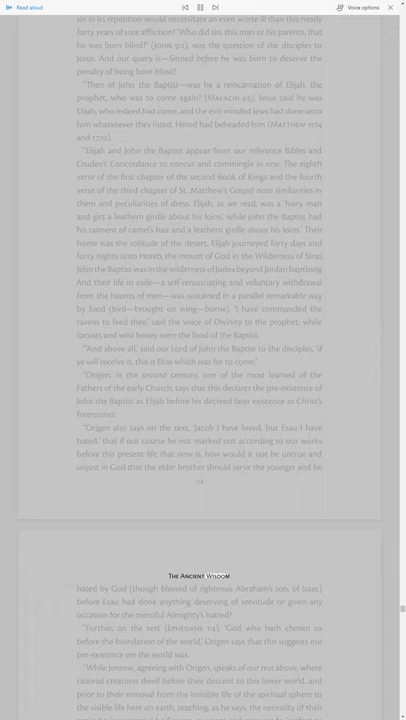 Read aloud
Voice options
sin in its repetition would necessitate an even worse ill than this nearly
forty years of sore affliction? 'Who did sin, this man or his parents, that
he was born blind?' (JOHN 9:2), was the question of the disciples to
Jesus. And our query is—Sinned before he was born to deserve the
penalty of being born blind?
"Then of John the Baptist—was he a reincarnation of Elijah, the
prophet, who was to come again? (MALACHI 4:5). Jesus said he was
Elijah, who indeed had come, and the evil-minded Jews had done unto
him whatsoever they listed. Herod had beheaded him (MATTHEW 11:14
and 17:12).
"Elijah and John the Baptist appear from our reference Bibles and
Cruden's Concordance to concur and commingle in one. The eighth
verse of the first chapter of the second Book of Kings and the fourth
verse of the third chapter of St. Matthew's Gospel note similarities in
them and peculiarities of dress. Elijah, as we read, was a 'hairy man
and girt a leathern girdle about his loins,' while John the Baptist had
'his raiment of camel's hair and a leathern girdle about his loins.' Their
home was the solitude of the desert. Elijah journeyed forty days and
forty nights unto Horeb, the mount of God in the Wilderness of Sinai.
John the Baptist was in the wilderness of Judea beyond Jordan baptizing.
And their life in exile—a self-renunciating and voluntary withdrawal
from the haunts of men—was sustained in a parallel remarkable way
by food (bird—brought on wing—borne). 'I have commanded the
ravens to feed thee,' said the voice of Divinity to the prophet; while
locusts and wild honey were the food of the Baptist.
"'And above all,' said our Lord of John the Baptist to the disciples, 'if
ye will receive it, this is Elias which was for to come.'
"Origen, in the second century, one of the most learned of the
Fathers of the early Church, says that this declares the pre-existence of
John the Baptist as Elijah before his decreed later existence as Christ's
forerunner.
"Origen also says on the text, 'Jacob I have loved, but Esau I have
hated,' that if our course be not marked out according to our works
before this present life that now is, how would it not be untrue and
unjust in God that the elder brother should serve the younger and be
THE ANCIENT WISDOM
hated by God (though blessed of righteous Abraham's son, of Isaac)
before Esau had done anything deserving of servitude or given any
occasion for the merciful Almighty's hatred?
"Further, on the text (EPHESIANS 1:4), 'God who hath chosen us
before the foundation of the world,' Origen says that this suggests our
pre-existence ere the world was.
"While Jerome, agreeing with Origen, speaks of our rest above, where
rational creatures dwell before their descent to this lower world, and
prior to their removal from the invisible life of the spiritual sphere to
the visible life here on earth, teaching, as he says, the necessity of their